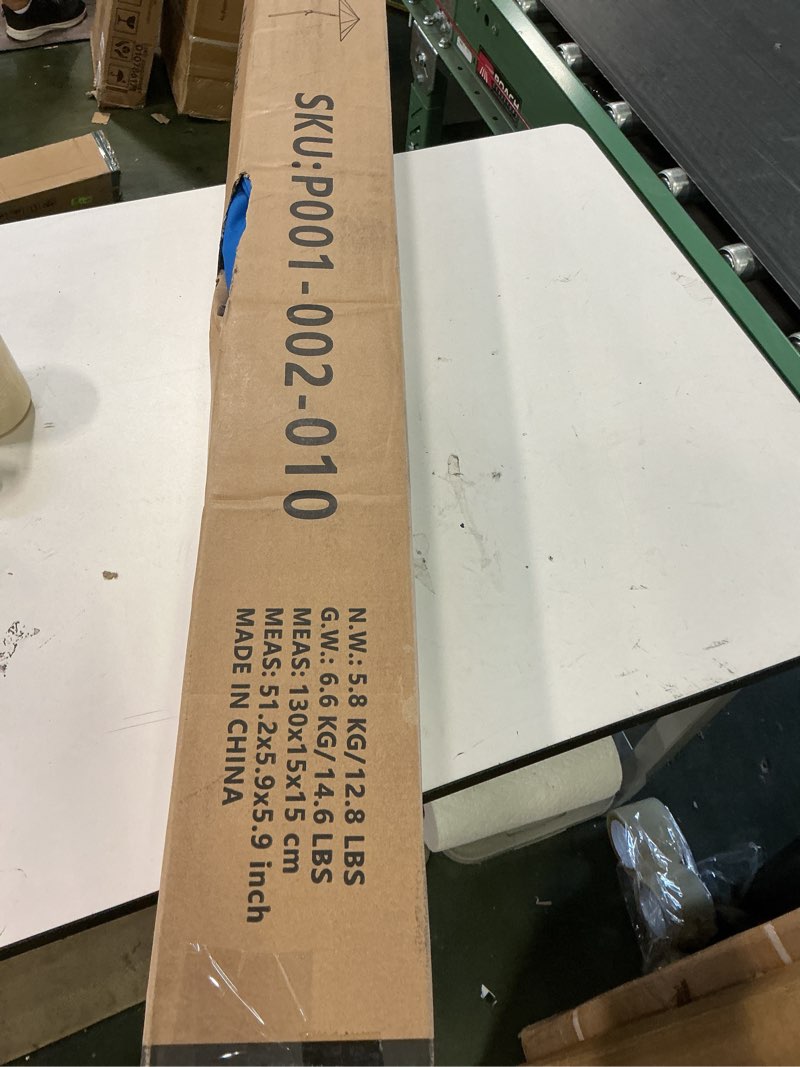 SKU:P001-002-010
N.W.: 5.8 KG/12.8 LBS
G.W.: 6.6 KG/14.6 LBS
MEAS: 130x15x15 cm
MEAS: 51.2x5.9x5.9 inch
MADE IN CHINA
ROACH